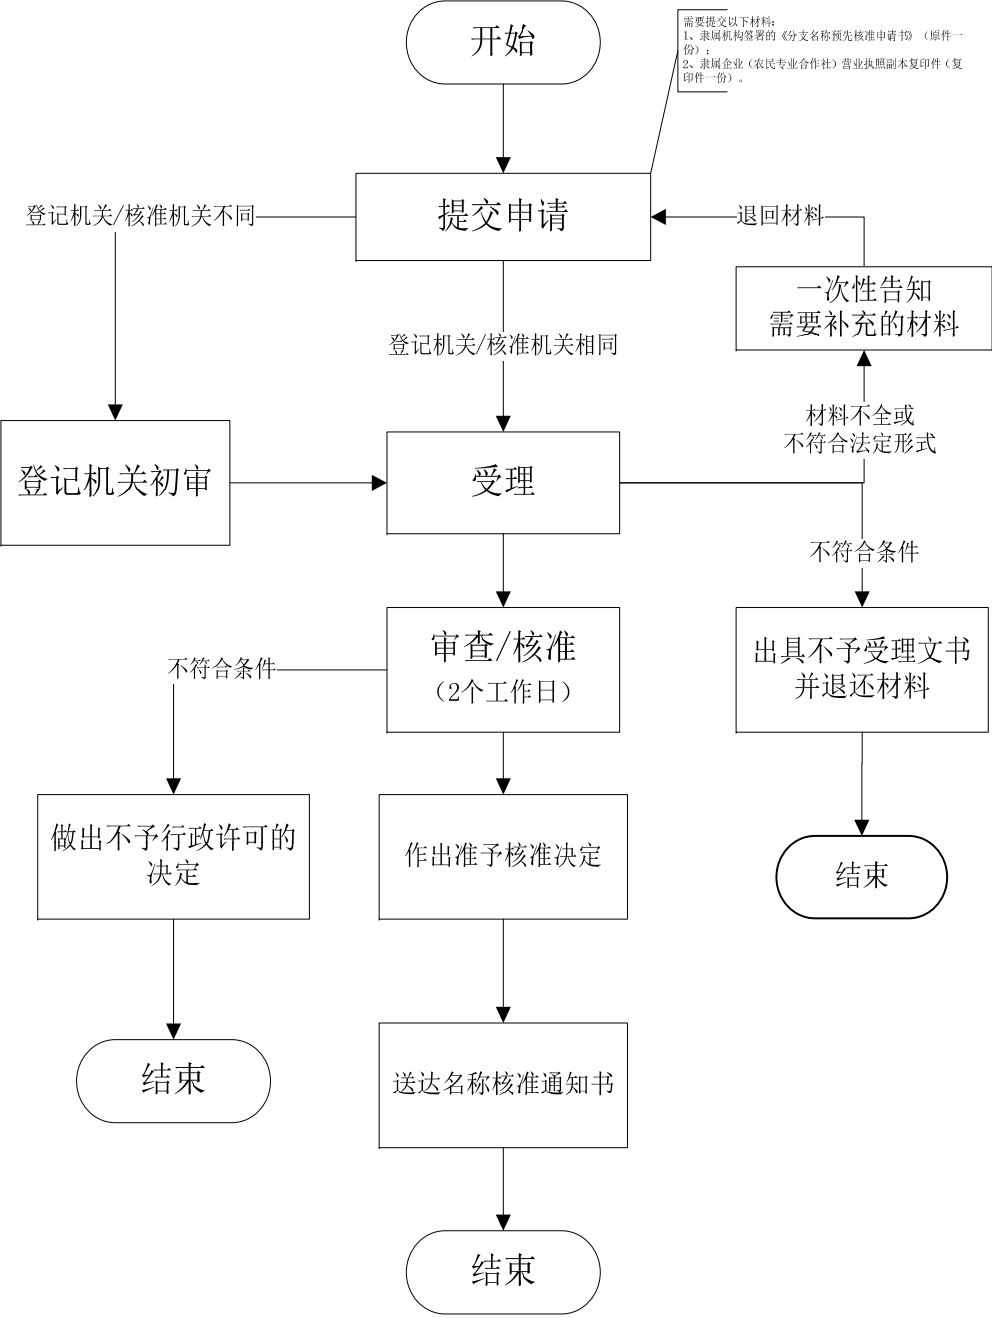 开始
需要提交以下材料：
1、隶属机构签署的《分支名称预先核准申请书》（原件一
份）；
2、隶属企业（农民专业合作社）营业执照副本复印件（复
印件一份）。
登记机关/核准机关不同
提交申请
退回材料
一次性告知
需要补充的材料
登记机关/核准机关相同
材料不全或
不符合法定形式
登记机关初审
受理
不符合条件
审查/核准
（2个工作日）
不符合条件
出具不予受理文书
并退还材料
做出不予行政许可的
决定
作出准予核准决定
结束
结束
送达名称核准通知书
结束